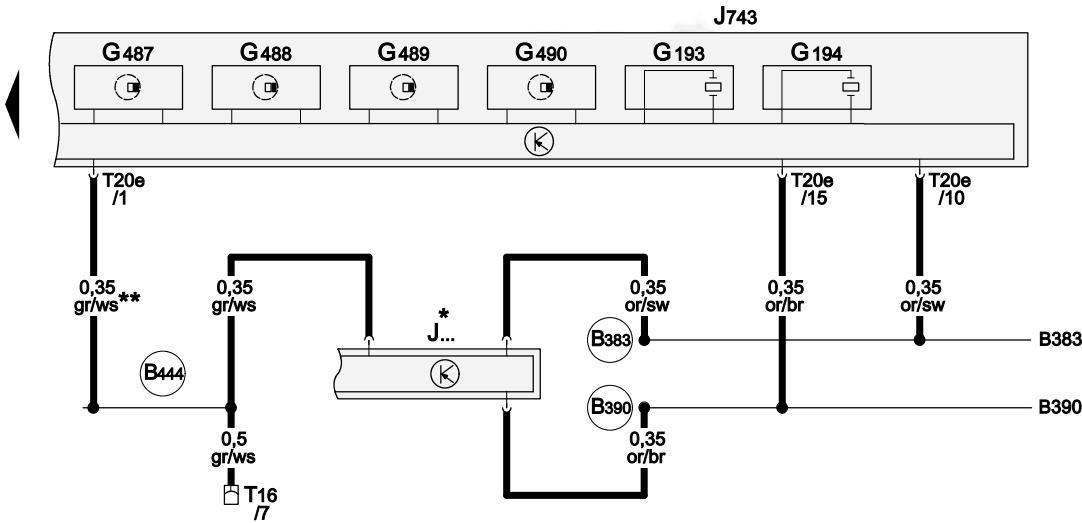 J743
G487 G488 G489 G490 G193 G194
T20e
/1
T20e
/15
T20e
/10
0,35
gr/ws**
0,35
gr/ws
0,35
or/sw
0,35
or/br
0,35
or/sw
*
J...
B383
B383
B444
B390
B390
0,5
gr/ws
0,35
or/br
T16
/7